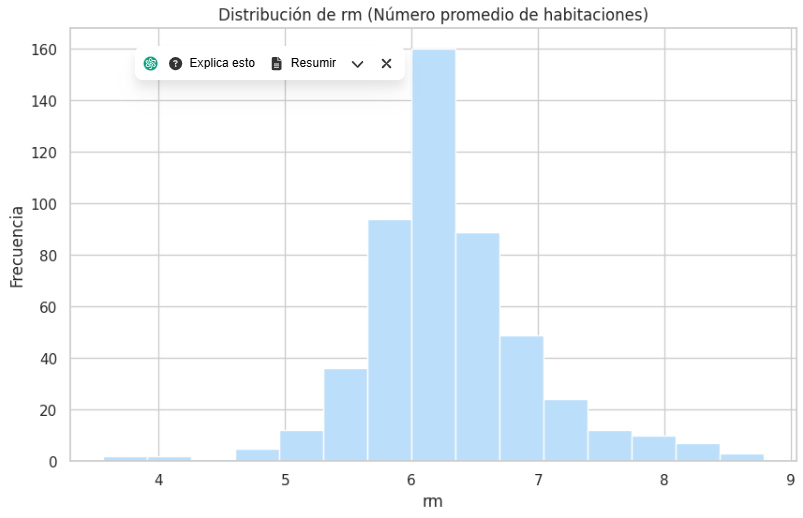 Distribución de rm (Número promedio de habitaciones)
160
? Explica esto Resumir
140
120
100
80
60
40
20
0
Frecuencia
4 5 6 7 8 9
rm